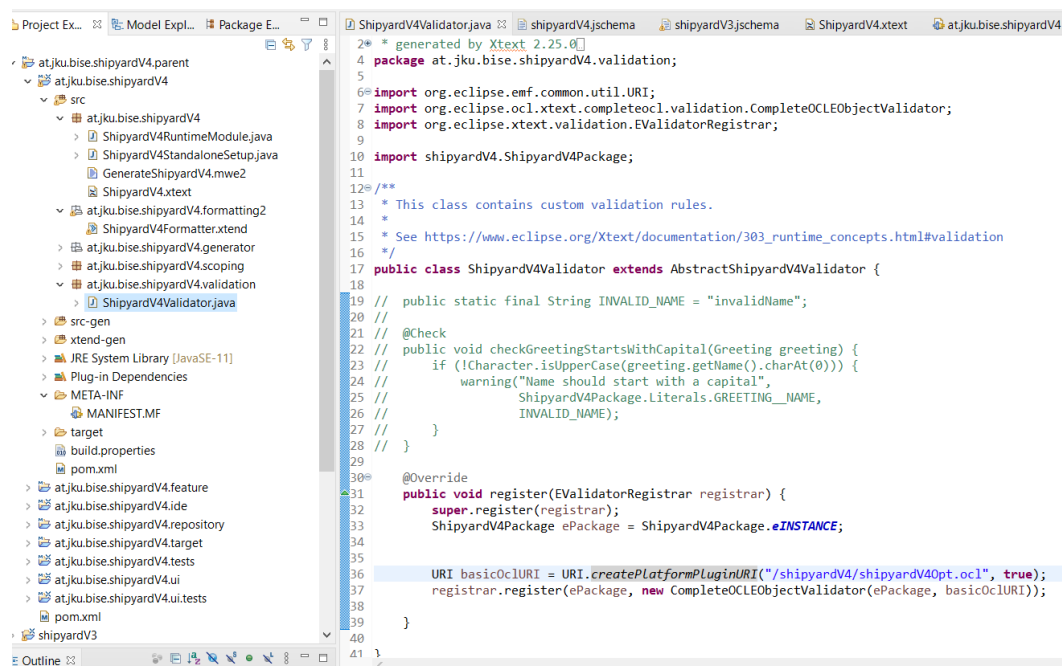 Project Ex...
Model Expl...
Package E...
at.jku.bise.shipyardV4.parent
at.jku.bise.shipyardV4
src
at.jku.bise.shipyardV4
ShipyardV4RuntimeModule.java
ShipyardV4StandaloneSetup.java
GenerateShipyardV4.mwe2
ShipyardV4.xtext
at.jku.bise.shipyardV4.formatting2
ShipyardV4Formatter.xtend
at.jku.bise.shipyardV4.generator
at.jku.bise.shipyardV4.scoping
at.jku.bise.shipyardV4.validation
ShipyardV4Validator.java
src-gen
xtend-gen
JRE System Library [JavaSE-11]
Plug-in Dependencies
META-INF
MANIFEST.MF
target
build.properties
pom.xml
at.jku.bise.shipyardV4.feature
at.jku.bise.shipyardV4.ide
at.jku.bise.shipyardV4.repository
at.jku.bise.shipyardV4.target
at.jku.bise.shipyardV4.tests
at.jku.bise.shipyardV4.ui
at.jku.bise.shipyardV4.ui.tests
pom.xml
shipyardV3
Outline
ShipyardV4Validator.java
shipyardV4.jschema
shipyardV3.jschema
ShipyardV4.xtext
at.jku.bise.shipyardV4
2 * generated by Xtext 2.25.0
4 package at.jku.bise.shipyardV4.validation;
5
6 import org.eclipse.emf.common.util.URI;
7 import org.eclipse.ocl.xtext.completeocl.validation.CompleteOCLEObjectValidator;
8 import org.eclipse.xtext.validation.EValidatorRegistrar;
9
10 import shipyardV4.ShipyardV4Package;
11
12 /**
13 * This class contains custom validation rules.
14 *
15 * See https://www.eclipse.org/Xtext/documentation/303_runtime_concepts.html#validation
16 */
17 public class ShipyardV4Validator extends AbstractShipyardV4Validator {
18
19 // public static final String INVALID_NAME = "invalidName";
20 //
21 // @Check
22 // public void checkGreetingStartsWithCapital(Greeting greeting) {
23 // if (!Character.isUpperCase(greeting.getName().charAt(0))) {
24 // warning("Name should start with a capital",
25 // ShipyardV4Package.Literals.GREETING__NAME,
26 // INVALID_NAME);
27 // }
28 // }
29
30 @Override
31 public void register(EValidatorRegistrar registrar) {
32 super.register(registrar);
33 ShipyardV4Package ePackage = ShipyardV4Package.eINSTANCE;
34
35
36 URI basicOclURI = URI.createPlatformPluginURI("/shipyardV4/shipyardV4Opt.ocl", true);
37 registrar.register(ePackage, new CompleteOCLEObjectValidator(ePackage, basicOclURI));
38
39 }
40
41 }